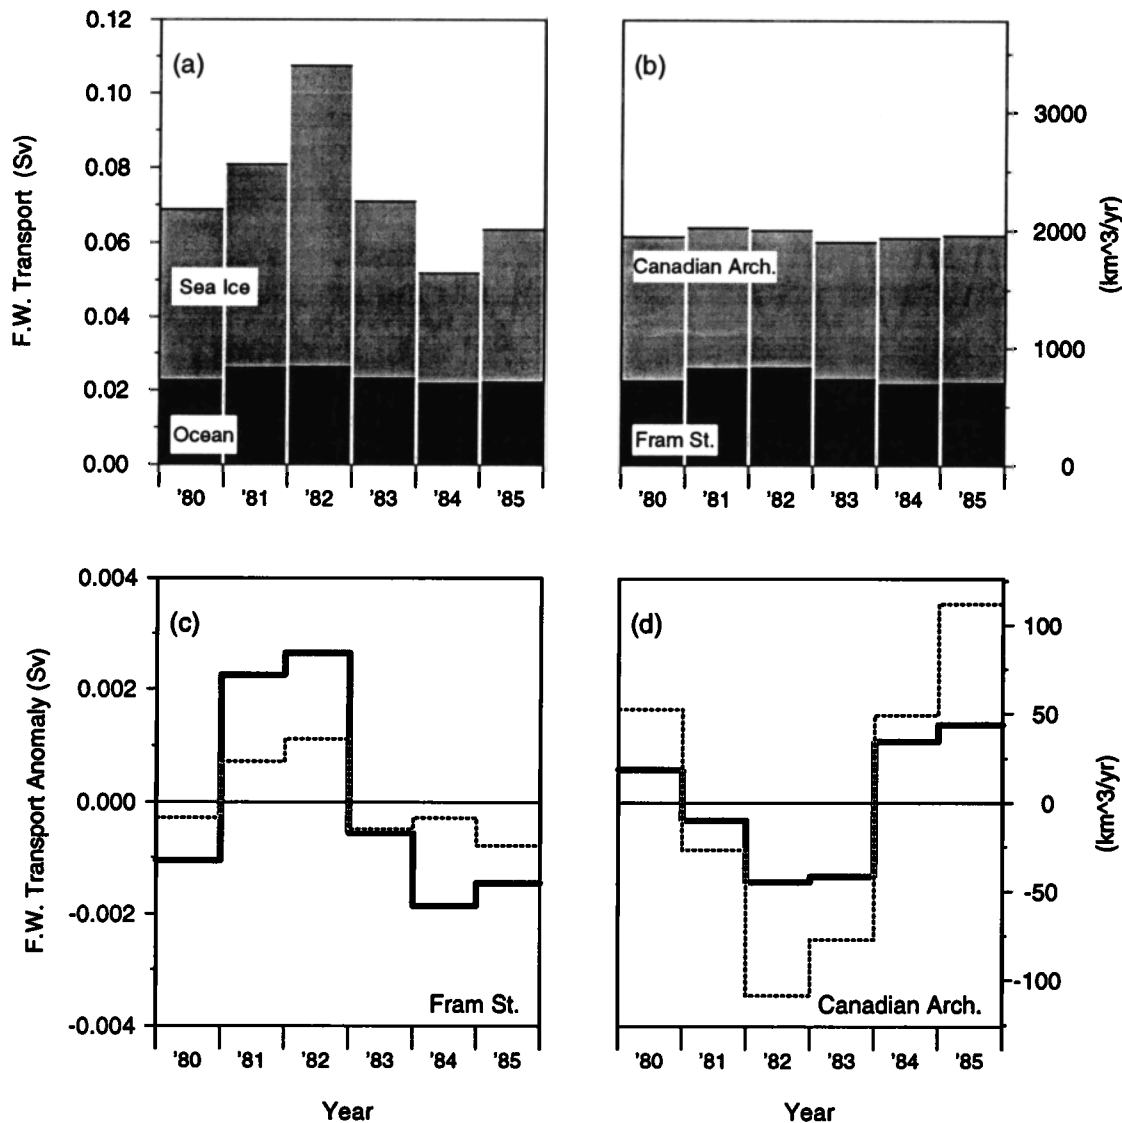 (a)
F.W. Transport (Sv)
0.12
0.10
0.08
0.06
0.04
0.02
0.00
Sea Ice
Ocean
'80 '81 '82 '83 '84 '85
(b)
3000
2000
1000
0
(km^3/yr)
Canadian Arch.
Fram St.
'80 '81 '82 '83 '84 '85
(c)
F.W. Transport Anomaly (Sv)
0.004
0.002
0.000
-0.002
-0.004
Fram St.
'80 '81 '82 '83 '84 '85
Year
(d)
100
50
0
-50
-100
(km^3/yr)
Canadian Arch.
'80 '81 '82 '83 '84 '85
Year